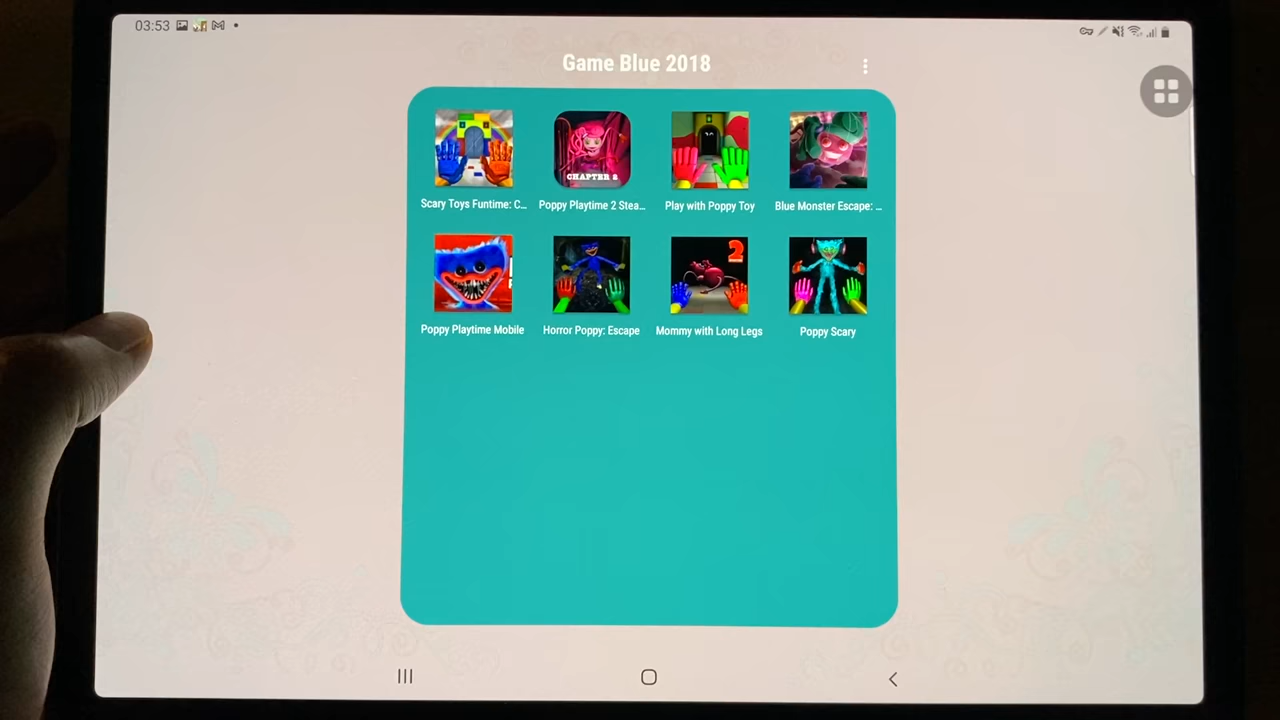 03:53
Game Blue 2018
CHAPTER 2
Scary Toys Funtime: C...
Poppy Playtime 2 Stea...
Play with Poppy Toy
Blue Monster Escape: ...
2
Poppy Playtime Mobile
Horror Poppy: Escape
Mommy with Long Legs
Poppy Scary